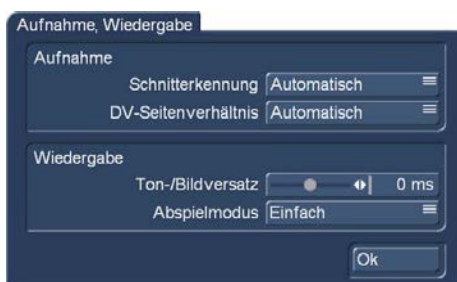 Aufnahme, Wiedergabe
Aufnahme
Schnitterkennung Automatisch
DV-Seitenverhältnis Automatisch
Wiedergabe
Ton-/Bildversatz 0 ms
Abspielmodus Einfach
Ok